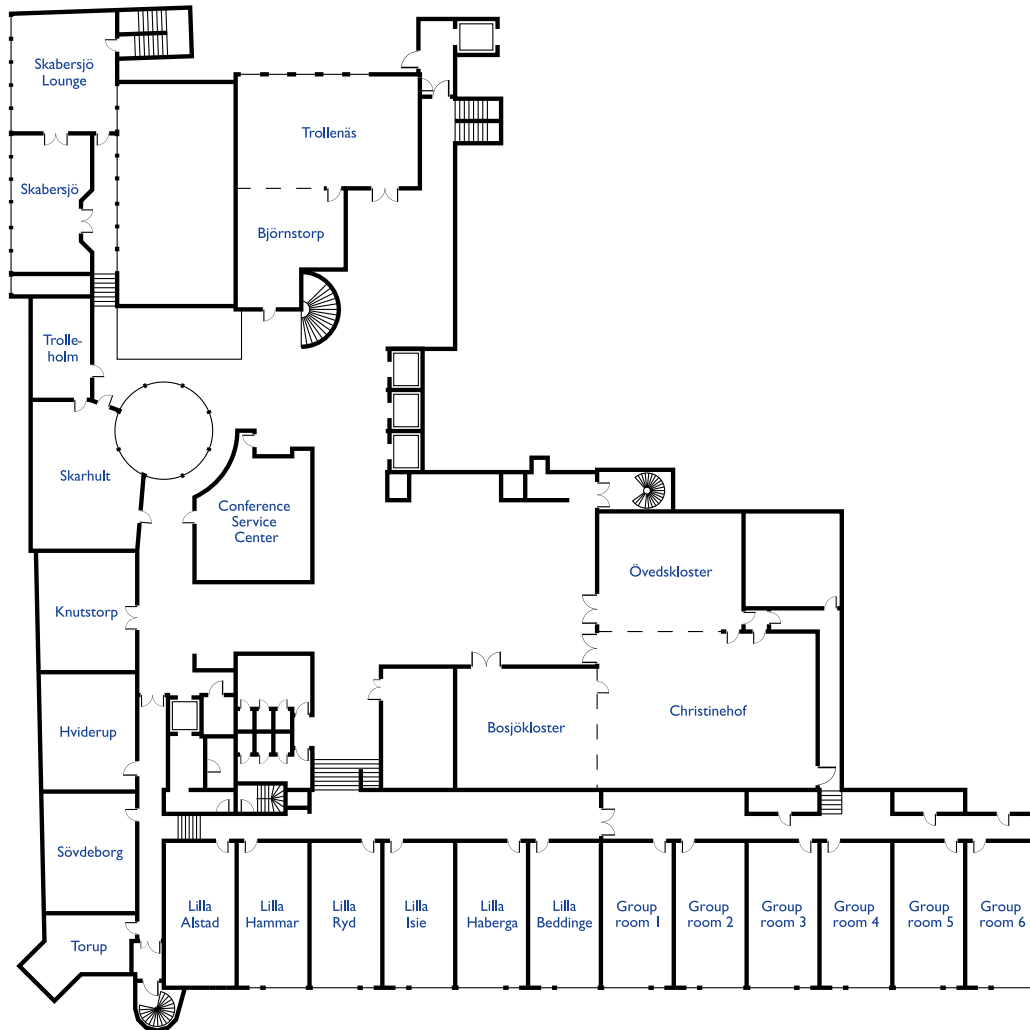 Skabersjö
Lounge
Trollenäs
Skabersjö
Björnstorp
Trolle-
holm
Skarhult
Conference
Service
Center
Övedskloster
Knutstorp
Hviderup
Bosjökloster
Christinehof
Sövdeborg
Torup
Lilla
Alstad
Lilla
Hammar
Lilla
Ryd
Lilla
Isie
Lilla
Haberga
Lilla
Beddinge
Group
room 1
Group
room 2
Group
room 3
Group
room 4
Group
room 5
Group
room 6